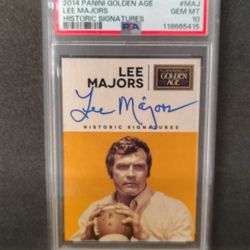 2014 PANINI GOLDEN AGE #MAJ
LEE MAJORS GEM MT
HISTORIC SIGNATURES PSA 10
118665415
LEE
MAJORS
GOLDEN
AGE
Lee Majors
HISTORIC SIGNATURES